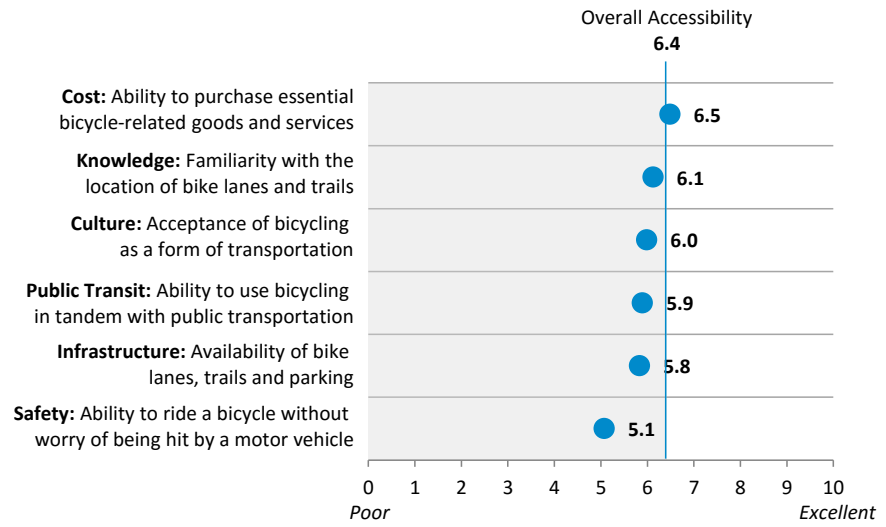 Overall Accessibility
6.4
Cost: Ability to purchase essential
bicycle-related goods and services
6.5
Knowledge: Familiarity with the
location of bike lanes and trails
6.1
Culture: Acceptance of bicycling
as a form of transportation
6.0
Public Transit: Ability to use bicycling
in tandem with public transportation
5.9
Infrastructure: Availability of bike
lanes, trails and parking
5.8
Safety: Ability to ride a bicycle without
worry of being hit by a motor vehicle
5.1
0 1 2 3 4 5 6 7 8 9 10
Poor Excellent